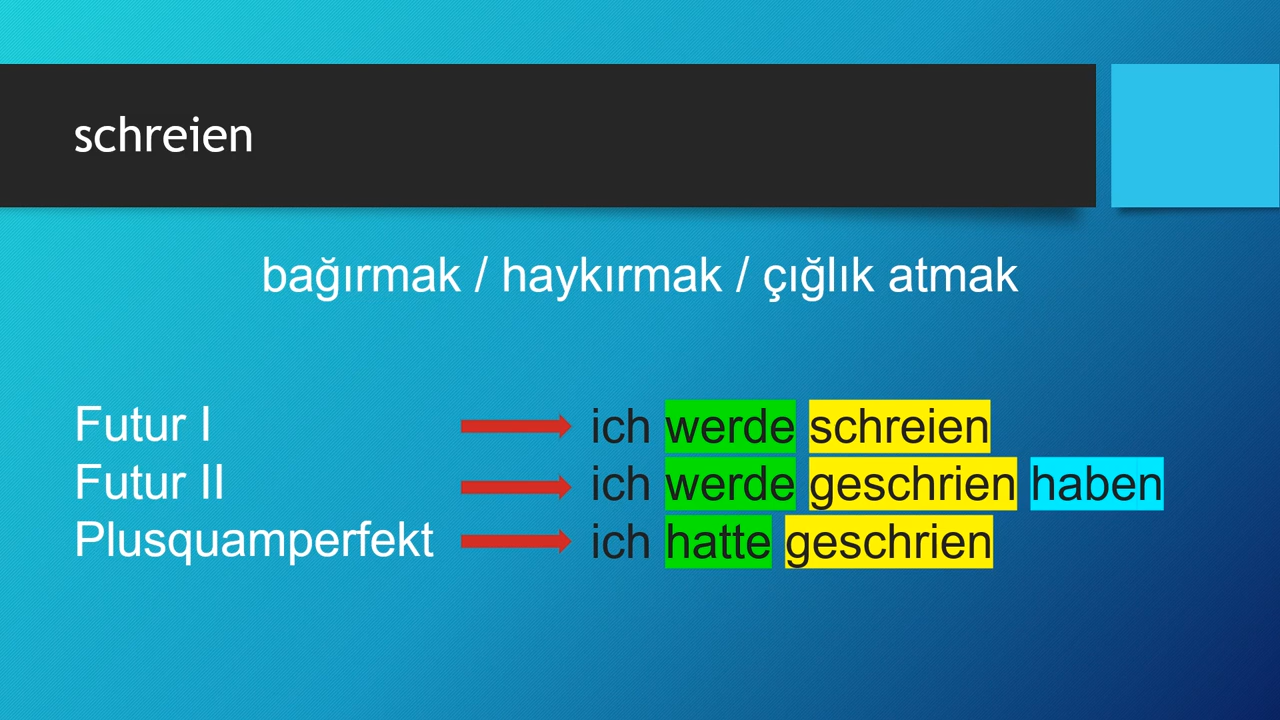 schreien
bağırmak / haykırmak / çığlık atmak
Futur I ich werde schreien
Futur II ich werde geschrien haben
Plusquamperfekt ich hatte geschrien